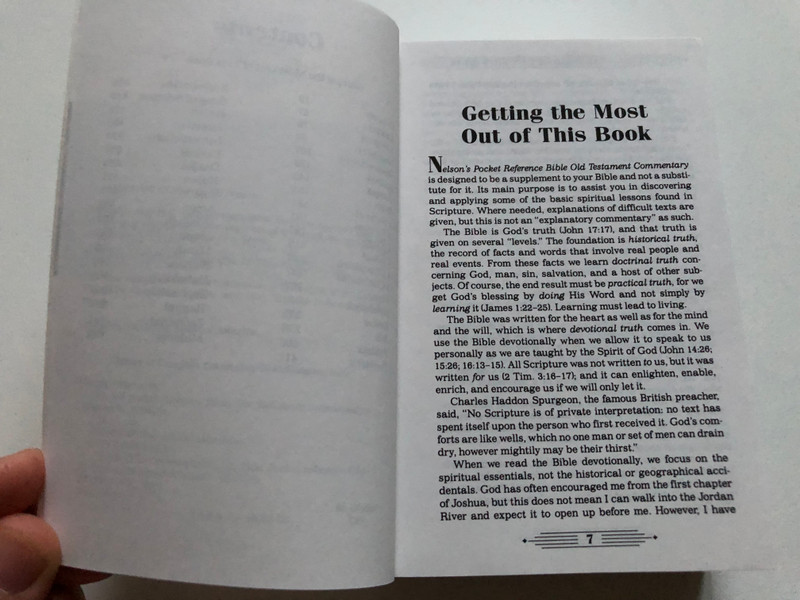 Getting the Most
Out of This Book
Nelson's Pocket Reference Bible Old Testament Commentary
is designed to be a supplement to your Bible and not a substi-
tute for it. Its main purpose is to assist you in discovering
and applying some of the basic spiritual lessons found in
Scripture. Where needed, explanations of difficult texts are
given, but this is not an “explanatory commentary” as such.
The Bible is God's truth (John 17:17), and that truth is
given on several “levels.” The foundation is historical truth,
the record of facts and words that involve real people and
real events. From these facts we learn doctrinal truth con-
cerning God, man, sin, salvation, and a host of other sub-
jects. Of course, the end result must be practical truth, for we
get God's blessing by doing His Word and not simply by
learning it (James 1:22–25). Learning must lead to living.
The Bible was written for the heart as well as for the mind
and the will, which is where devotional truth comes in. We
use the Bible devotionally when we allow it to speak to us
personally as we are taught by the Spirit of God (John 14:26;
15:26; 16:13–15). All Scripture was not written to us, but it was
written for us (2 Tim. 3:16–17); and it can enlighten, enable,
enrich, and encourage us if we will only let it.
Charles Haddon Spurgeon, the famous British preacher,
said, “No Scripture is of private interpretation: no text has
spent itself upon the person who first received it. God's com-
forts are like wells, which no one man or set of men can drain
dry, however mightily may be their thirst.”
When we read the Bible devotionally, we focus on the
spiritual essentials, not the historical or geographical acci-
dentals. God has often encouraged me from the first chapter
of Joshua, but this does not mean I can walk into the Jordan
River and expect it to open up before me. However, I have
7